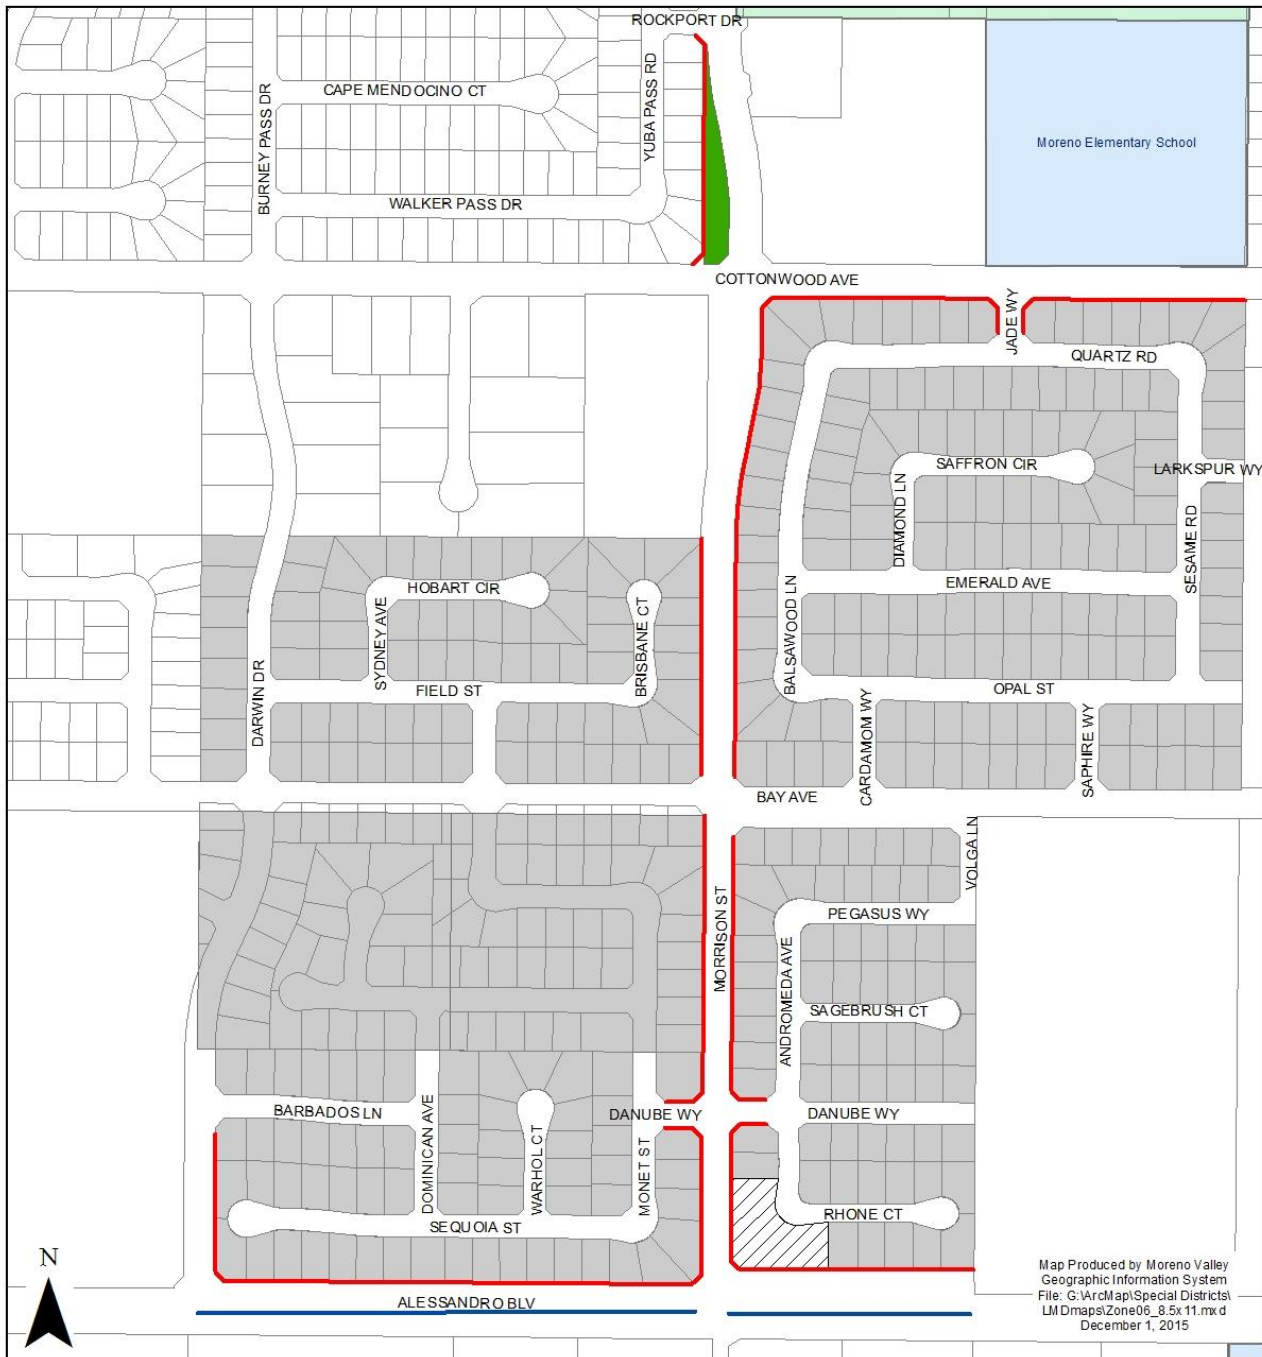 ROCKPORT DR
CAPE MENDOCINO CT
YUBA PASS RD
BURNEY PASS DR
Moreno Elementary School
WALKER PASS DR
COTTONWOOD AVE
JADE WY
QUARTZ RD
SAFFRON CIR
LARKSPUR WY
DIAMOND LN
SESAME RD
HOBART CIR
EMERALD AVE
SYDNEY AVE
BRISBANE CT
BALSAWOOD LN
FIELD ST
OPAL ST
DARWIN DR
CARDAMOM WY
SAPHIRE WY
BAY AVE
VOLGA LN
MORRISON ST
PEGASUS WY
ANDROMEDA AVE
SAGEBRUSH CT
BARBADOS LN
DANUBE WY
DANUBE WY
DOMINICAN AVE
WARHOL CT
MONET ST
SEQUOIA ST
RHONE CT
N
ALESSANDRO BLV
Map Produced by Moreno Valley
Geographic Information System
File: G:\ArcMap\Special Districts\
LMDmaps\Zone06_8.5x11.mxd
December 1, 2015